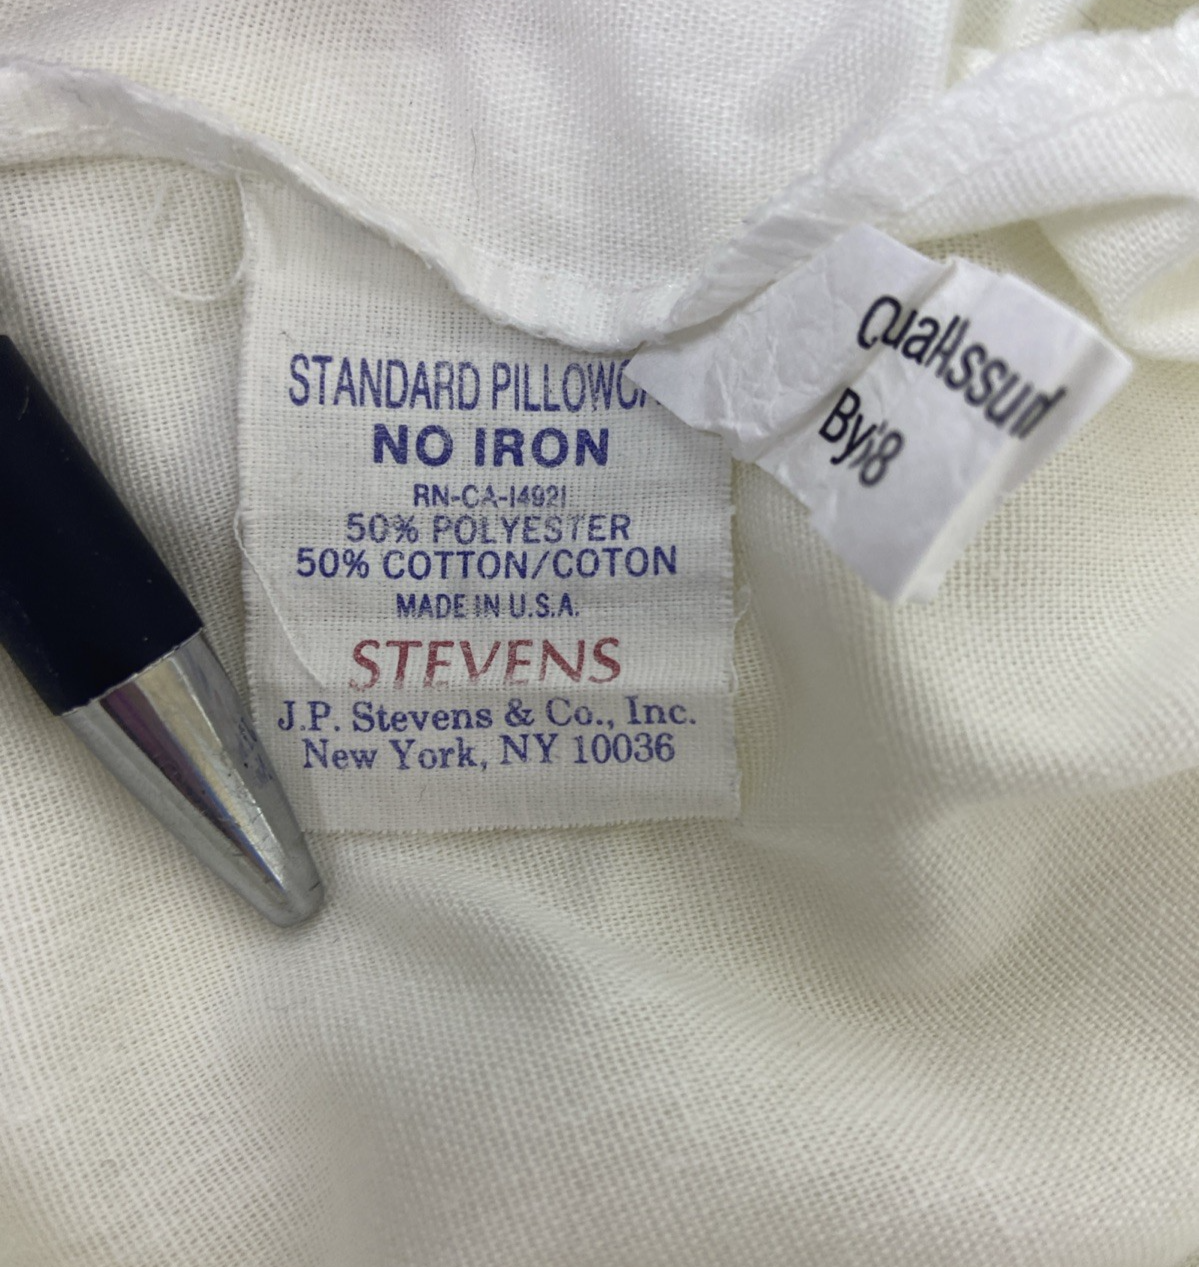 STANDARD PILLOWCA
NO IRON
RN-CA-14921
50% POLYESTER
50% COTTON/COTON
MADE IN U.S.A.
STEVENS
J.P. Stevens & Co., Inc.
New York, NY 10036